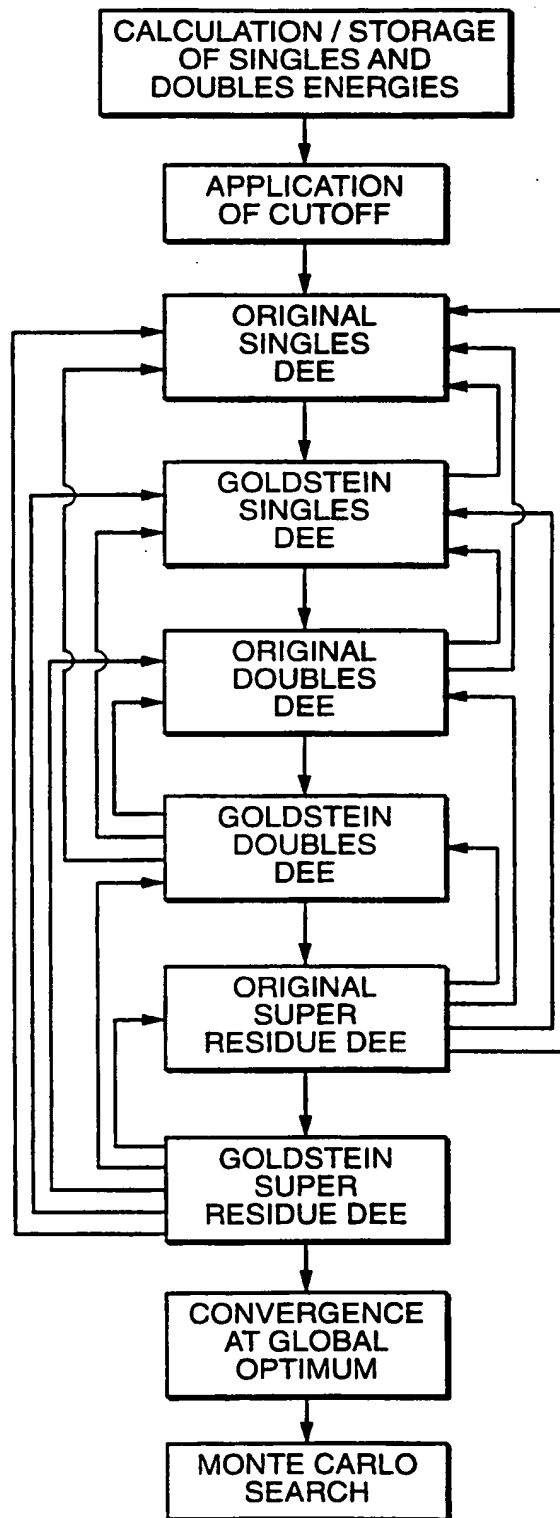 CALCULATION / STORAGE
OF SINGLES AND
DOUBLES ENERGIES
APPLICATION
OF CUTOFF
ORIGINAL
SINGLES
DEE
GOLDSTEIN
SINGLES
DEE
ORIGINAL
DOUBLES
DEE
GOLDSTEIN
DOUBLES
DEE
ORIGINAL
SUPER
RESIDUE DEE
GOLDSTEIN
SUPER
RESIDUE DEE
CONVERGENCE
AT GLOBAL
OPTIMUM
MONTE CARLO
SEARCH